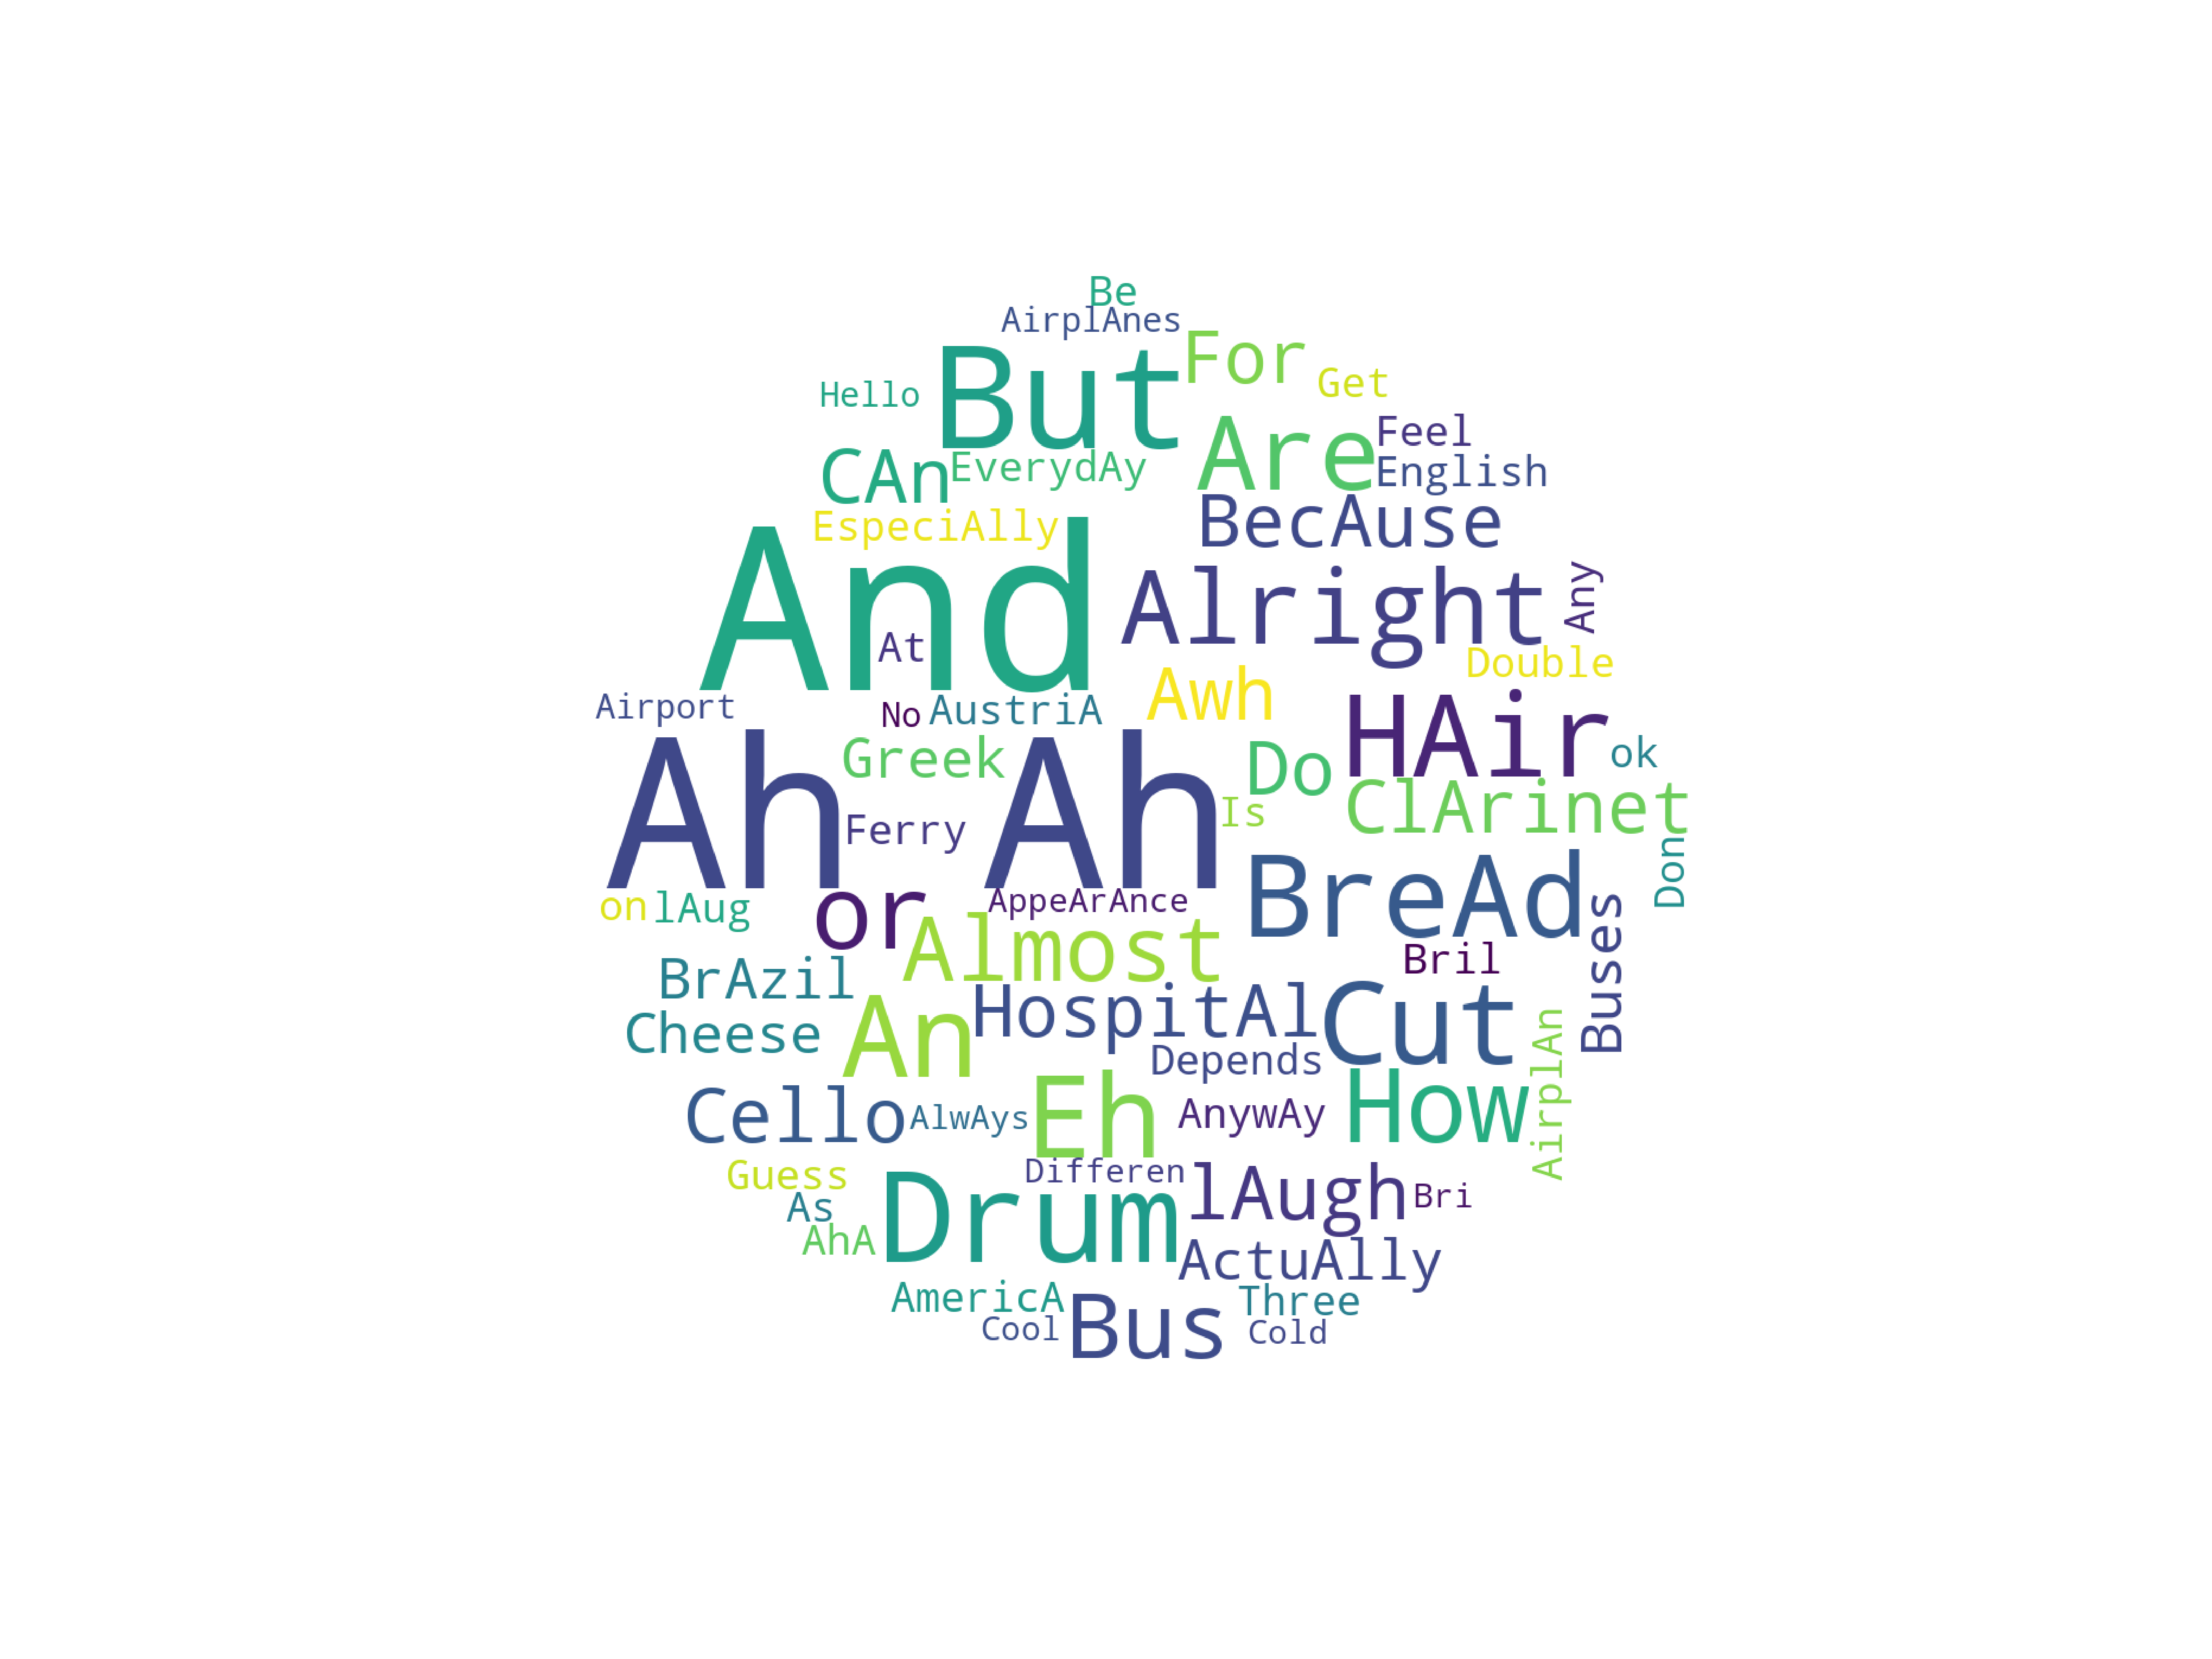 Be
AirplAnes
But
For
Get
Hello
Are
Feel
CAn
EverydAy
English
EspeciAlly
BecAuse
And
Alright
Any
At
Double
Awh
Airport
No
AustriA
HAir
Greek
Do
ok
Ah
Ah
Is
ClArinet
Ferry
Don
on
lAug
or
AppeArAnce
BreAd
Almost
Buses
Bril
BrAzil
HospitAl
Cut
Cheese
An
Depends
AirplAn
Cello
AlwAys
Eh
AnywAy
How
Guess
Differen
lAugh
Bri
As
Drum
AhA
ActuAlly
AmericA
Bus
Three
Cool
Cold